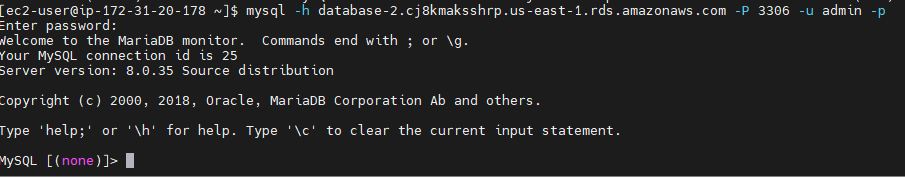 [ec2-user@ip-172-31-20-178 ~]$ mysql -h database-2.cj8kmaksshrp.us-east-1.rds.amazonaws.com -P 3306 -u admin -p
Enter password:
Welcome to the MariaDB monitor.  Commands end with ; or \g.
Your MySQL connection id is 25
Server version: 8.0.35 Source distribution
Copyright (c) 2000, 2018, Oracle, MariaDB Corporation Ab and others.
Type 'help;' or '\h' for help. Type '\c' to clear the current input statement.
MySQL [(none)]>